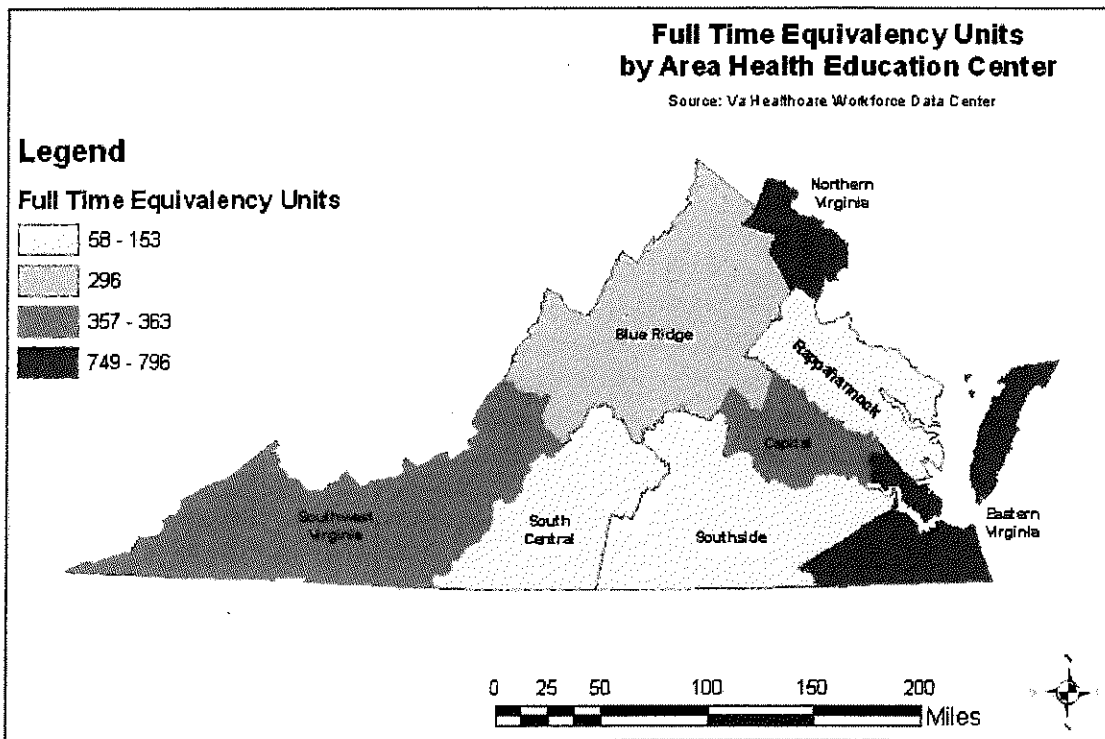 Full Time Equivalency Units
by Area Health Education Center
Source: Va Healthcare Workforce Data Center
Legend
Full Time Equivalency Units
58 - 153
296
357 - 363
749 - 796
Northern
Virginia
Blue Ridge
Rappahannock
Capital
Southwest
Virginia
South
Central
Southside
Eastern
Virginia
0 25 50 100 150 200
Miles